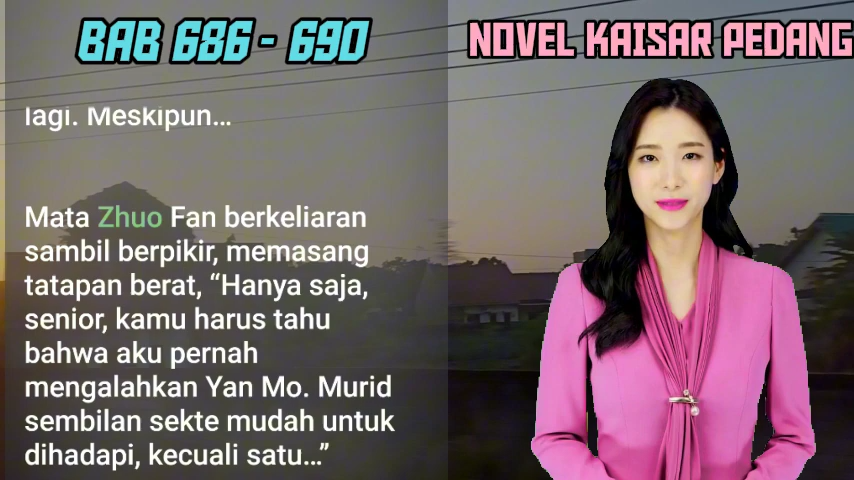 BAB 686 - 690
NOVEL KAISAR PEDANG
lagi. Meskipun...
Mata Zhuo Fan berkeliaran
sambil berpikir, memasang
tatapan berat, “Hanya saja,
senior, kamu harus tahu
bahwa aku pernah
mengalahkan Yan Mo. Murid
sembilan sekte mudah untuk
dihadapi, kecuali satu...”